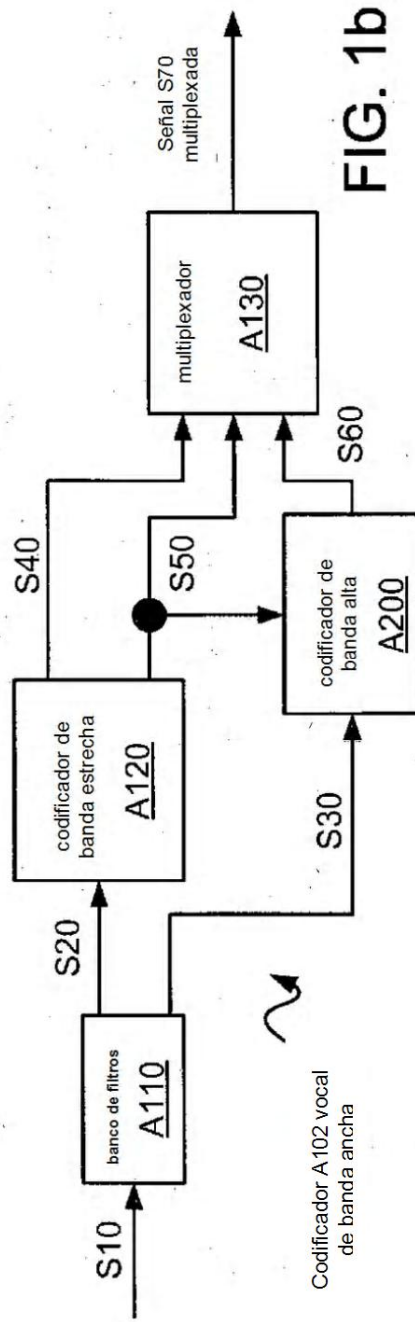 S10
banco de filtros
A110
S20
S30
codificador de
banda estrecha
A120
S40
S50
codificador de
banda alta
A200
S60
multiplexador
A130
Señal S70
multiplexada
Codificador A102 vocal
de banda ancha
FIG. 1b